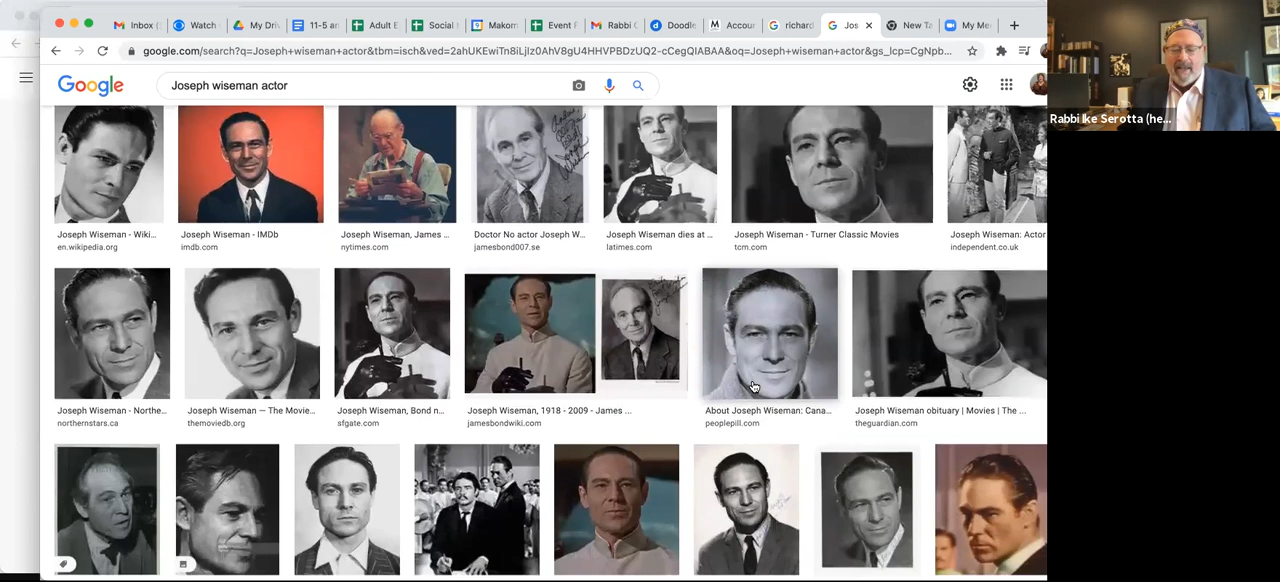 Inbox (
Watch
My Dri
11-5 an
Adult E
Social
Makom
Event F
Rabbi C
Doodle
Accour
richard
Jos
New Ta
My Me
google.com/search?q=Joseph+wiseman+actor&tbm=isch&ved=2ahUKEwiTn8iLjIz0AhV8gU4HHVPBDzUQ2-cCegQIABAA&oq=Joseph+wiseman+actor&gs_lcp=CgNpb...
Google
Joseph wiseman actor
Rabbi Ike Serotta (he...
Joseph Wiseman - Wiki...
en.wikipedia.org
Joseph Wiseman - IMDb
imdb.com
Joseph Wiseman, James ...
nytimes.com
Doctor No actor Joseph W...
jamesbond007.se
Joseph Wiseman dies at ...
latimes.com
Joseph Wiseman - Turner Classic Movies
tcm.com
Joseph Wiseman: Actor
independent.co.uk
Joseph Wiseman - Northe...
northernstars.ca
Joseph Wiseman — The Movie...
themoviedb.org
Joseph Wiseman, Bond n...
sfgate.com
Joseph Wiseman, 1918 - 2009 - James ...
jamesbondwiki.com
About Joseph Wiseman: Cana...
peoplepill.com
Joseph Wiseman obituary | Movies | The ...
theguardian.com